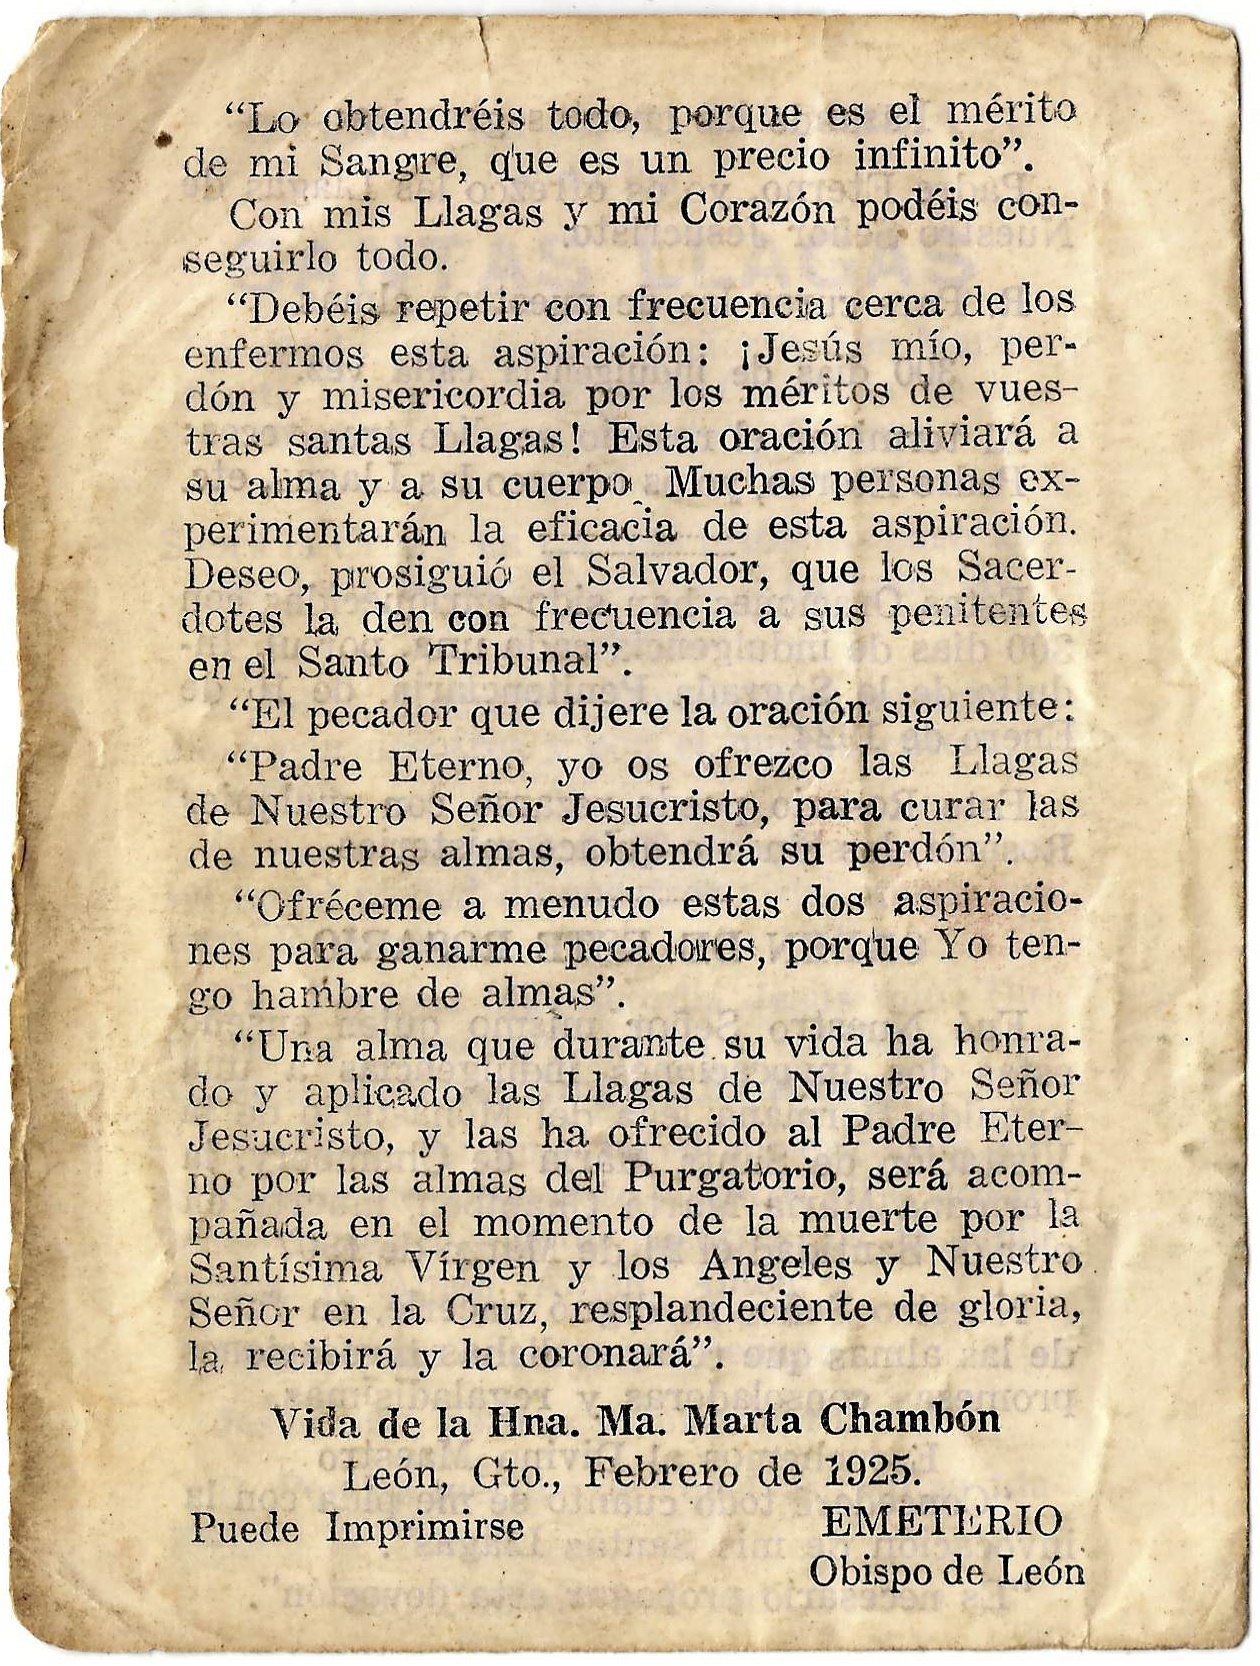 “Lo obtendréis todo, porque es el mérito
de mi Sangre, que es un precio infinito”.
Con mis Llagas y mi Corazón podéis con-
seguirlo todo.
“Debéis repetir con frecuencia cerca de los
enfermos esta aspiración: ¡Jesús mío, per-
dón y misericordia por los méritos de vues-
tras santas Llagas! Esta oración aliviará a
su alma y a su cuerpo. Muchas personas ex-
perimentarán la eficacia de esta aspiración.
Deseo, prosiguió el Salvador, que los Sacer-
dotes la den con frecuencia a sus penitentes
en el Santo Tribunal”.
“El pecador que dijere la oración siguiente:
“Padre Eterno, yo os ofrezco las Llagas
de Nuestro Señor Jesucristo, para curar las
de nuestras almas, obtendrá su perdón”.
“Ofréceme a menudo estas dos aspiracio-
nes para ganarme pecadores, porque Yo ten-
go hambre de almas”.
“Una alma que durante su vida ha honra-
do y aplicado las Llagas de Nuestro Señor
Jesucristo, y las ha ofrecido al Padre Eter-
no por las almas del Purgatorio, será acom-
pañada en el momento de la muerte por la
Santísima Vírgen y los Angeles y Nuestro
Señor en la Cruz, resplandeciente de gloria,
la recibirá y la coronará”.
Vida de la Hna. Ma. Marta Chambón
León, Gto., Febrero de 1925.
Puede Imprimirse EMETERIO
Obispo de León